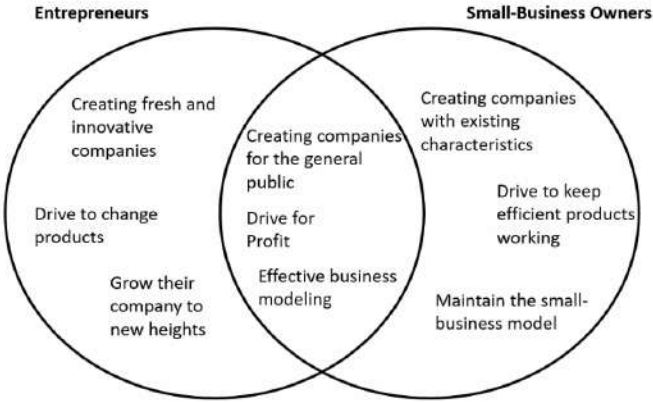 Entrepreneurs
Small-Business Owners
Creating fresh and
innovative
companies
Drive to change
products
Grow their
company to
new heights
Creating companies
for the general
public
Drive for
Profit
Effective business
modeling
Creating companies
with existing
characteristics
Drive to keep
efficient products
working
Maintain the small-
business model